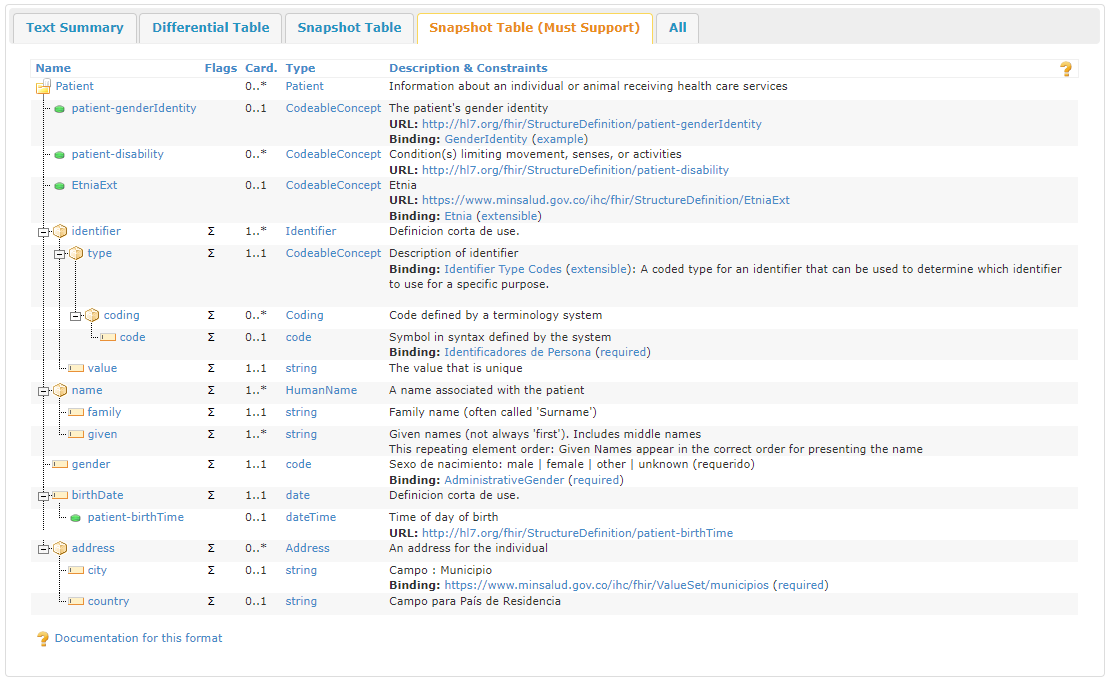 Text Summary Differential Table Snapshot Table Snapshot Table (Must Support) All
Name Flags Card. Type Description & Constraints
Patient 0..* Patient Information about an individual or animal receiving health care services
patient-genderIdentity 0..1 CodeableConcept The patient's gender identity
URL: http://hl7.org/fhir/StructureDefinition/patient-genderIdentity
Binding: GenderIdentity (example)
patient-disability 0..* CodeableConcept Condition(s) limiting movement, senses, or activities
URL: http://hl7.org/fhir/StructureDefinition/patient-disability
EtniaExt 0..1 CodeableConcept Etnia
URL: https://www.minsalud.gov.co/ihc/fhir/StructureDefinition/EtniaExt
Binding: Etnia (extensible)
identifier Σ 1..* Identifier Definicion corta de use.
type Σ 1..1 CodeableConcept Description of identifier
Binding: Identifier Type Codes (extensible): A coded type for an identifier that can be used to determine which identifier
to use for a specific purpose.
coding Σ 0..* Coding Code defined by a terminology system
code Σ 0..1 code Symbol in syntax defined by the system
Binding: Identificadores de Persona (required)
value Σ 1..1 string The value that is unique
name Σ 1..* HumanName A name associated with the patient
family Σ 1..1 string Family name (often called 'Surname')
given Σ 1..* string Given names (not always 'first'). Includes middle names
This repeating element order: Given Names appear in the correct order for presenting the name
gender Σ 1..1 code Sexo de nacimiento: male | female | other | unknown (requerido)
Binding: AdministrativeGender (required)
birthDate Σ 1..1 date Definicion corta de use.
patient-birthTime 0..1 dateTime Time of day of birth
URL: http://hl7.org/fhir/StructureDefinition/patient-birthTime
address Σ 0..* Address An address for the individual
city Σ 0..1 string Campo : Municipio
Binding: https://www.minsalud.gov.co/ihc/fhir/ValueSet/municipios (required)
country Σ 0..1 string Campo para País de Residencia
Documentation for this format